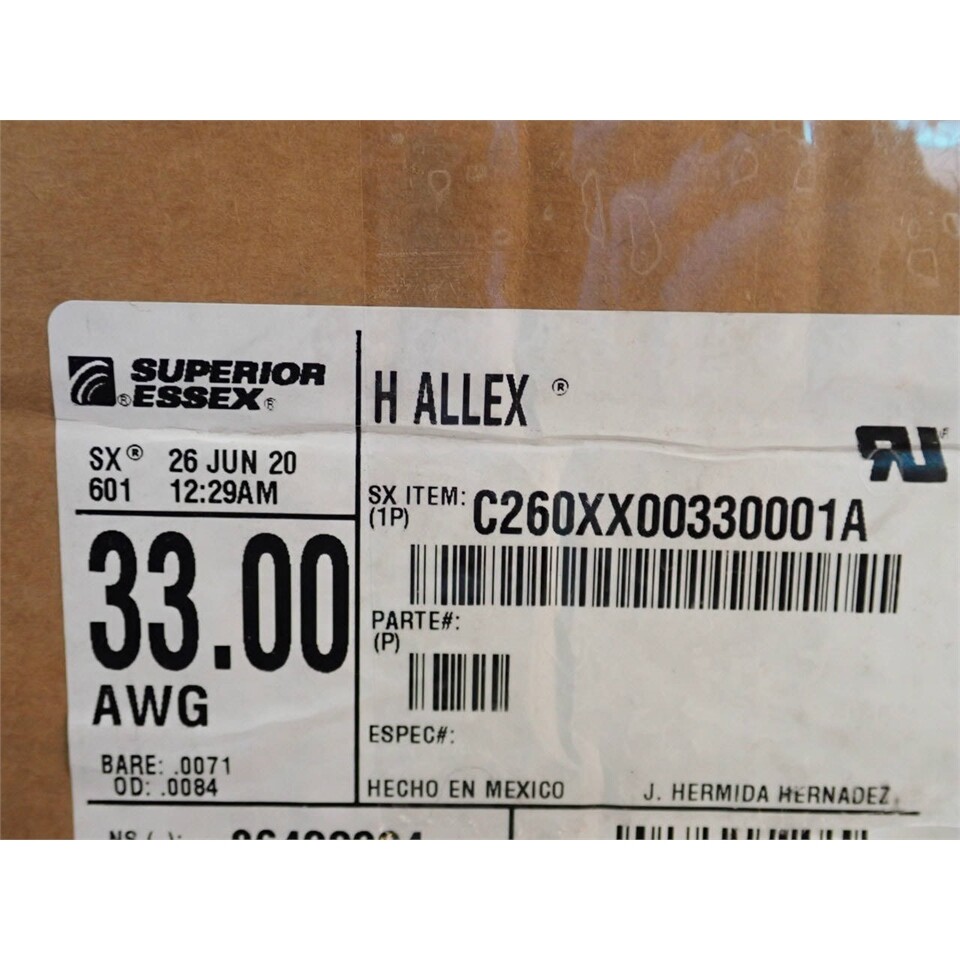 SUPERIOR
ESSEX®
SX® 26 JUN 20
601 12:29AM
33.00
AWG
BARE: .0071
OD: .0084
H ALLEX ®
SX ITEM: C260XX00330001A
(1P)
PARTE#:
(P)
ESPEC#:
HECHO EN MEXICO J. HERMIDA HERNADEZ